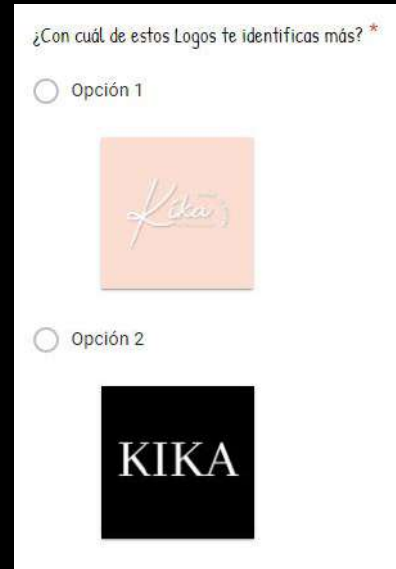 ¿Con cuál de estos Logos te identificas más? *
Opción 1
Kika
Opción 2
KIKA